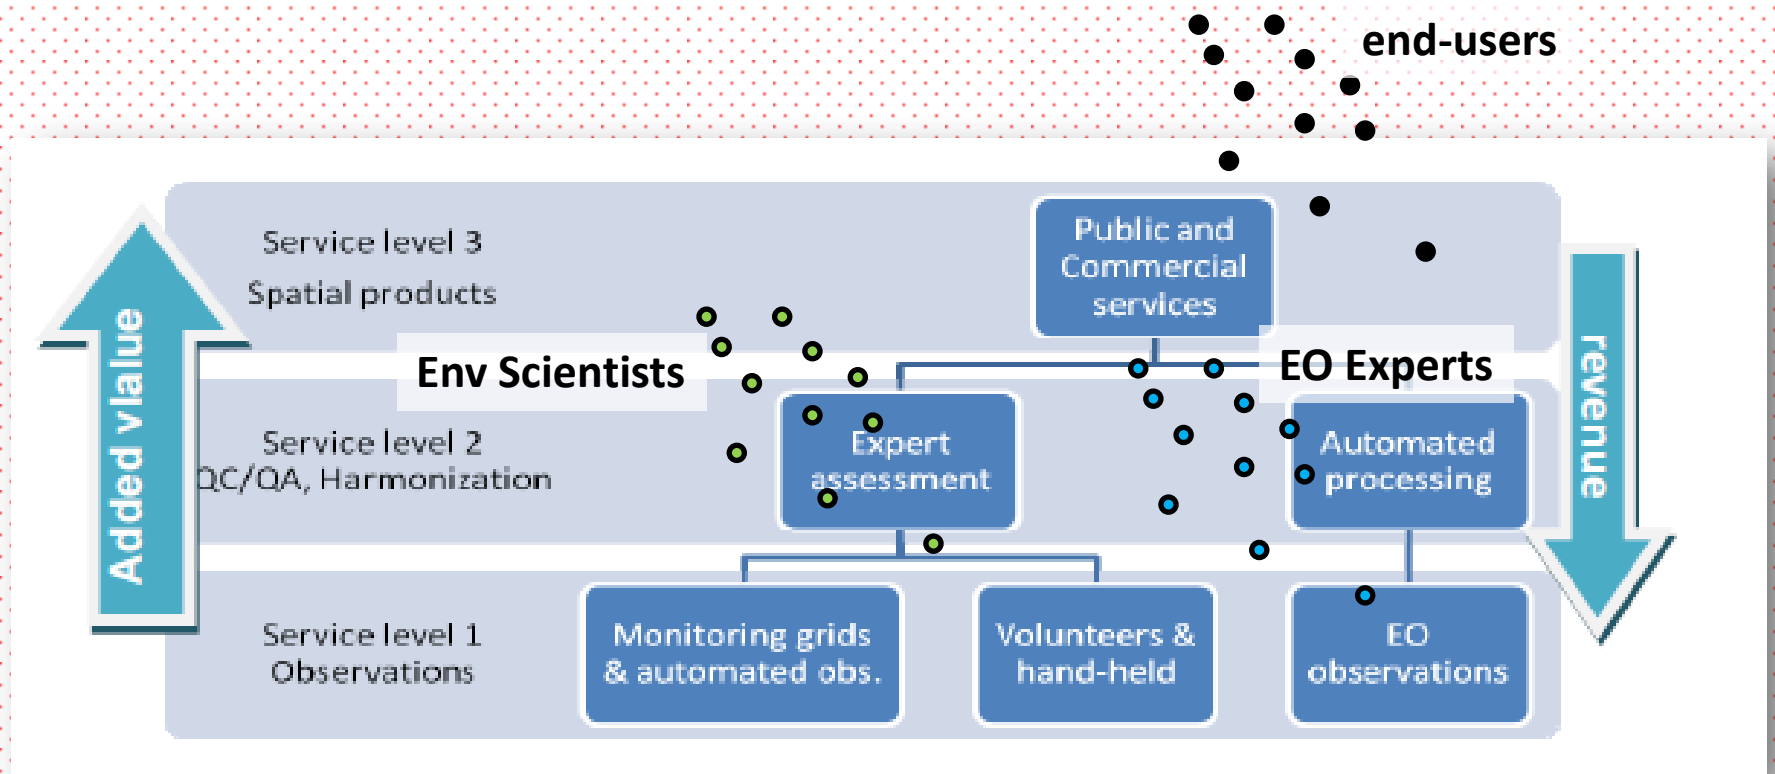 end-users
Service level 3
Spatial products
Public and
Commercial
services
Added vlalue
revenue
Env Scientists
EO Experts
Service level 2
QC/QA, Harmonization
Expert
assessment
Automated
processing
Service level 1
Observations
Monitoring grids
& automated obs.
Volunteers &
hand-held
EO
observations